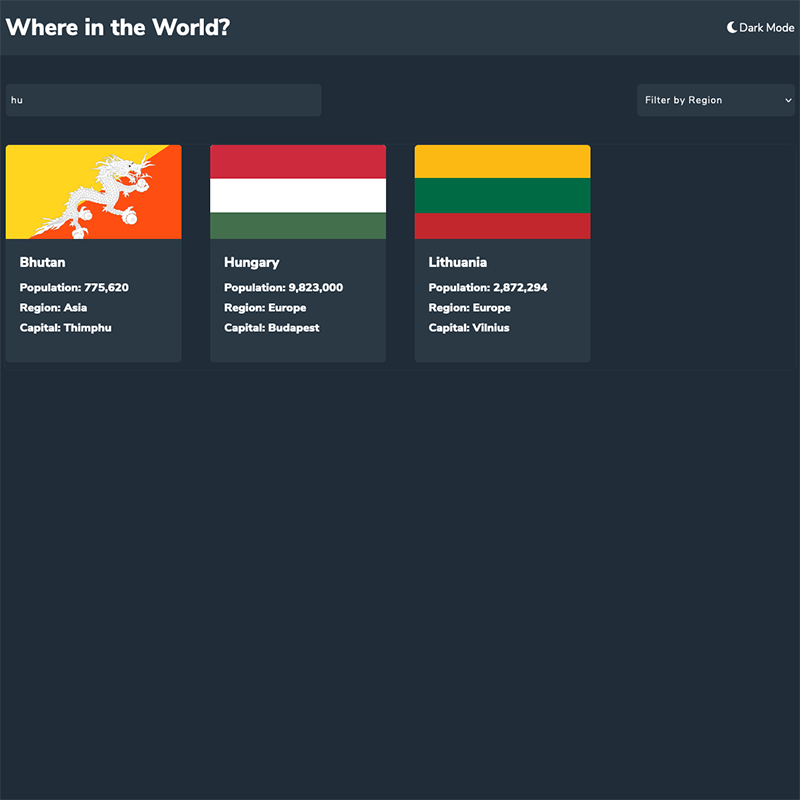 Where in the World?
Dark Mode
hu
Filter by Region
Bhutan
Population: 775,620
Region: Asia
Capital: Thimphu
Hungary
Population: 9,823,000
Region: Europe
Capital: Budapest
Lithuania
Population: 2,872,294
Region: Europe
Capital: Vilnius